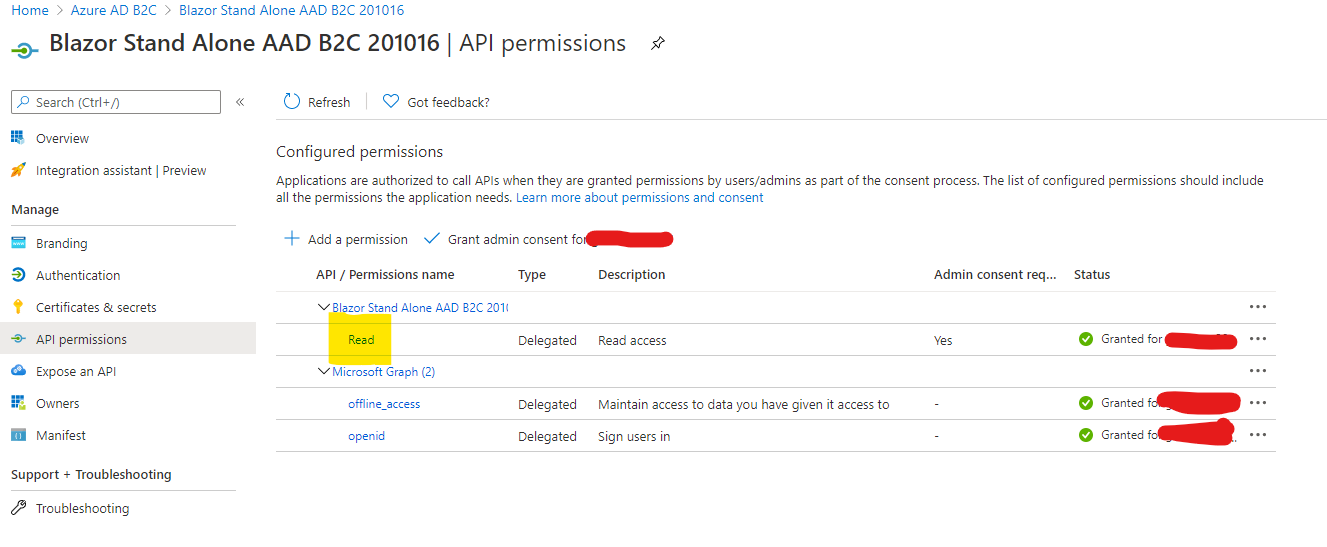 Home > Azure AD B2C > Blazor Stand Alone AAD B2C 201016
Blazor Stand Alone AAD B2C 201016 | API permissions
Search (Ctrl+/)
«
Refresh
Got feedback?
Overview
Integration assistant | Preview
Manage
Branding
Authentication
Certificates & secrets
API permissions
Expose an API
Owners
Manifest
Support + Troubleshooting
Troubleshooting
Configured permissions
Applications are authorized to call APIs when they are granted permissions by users/admins as part of the consent process. The list of configured permissions should include
all the permissions the application needs. Learn more about permissions and consent
Add a permission
Grant admin consent for
API / Permissions name Type Description Admin consent req... Status
Blazor Stand Alone AAD B2C 201 ...
Read Delegated Read access Yes Granted for ...
Microsoft Graph (2) ...
offline_access Delegated Maintain access to data you have given it access to - Granted for ...
openid Delegated Sign users in - Granted for ...